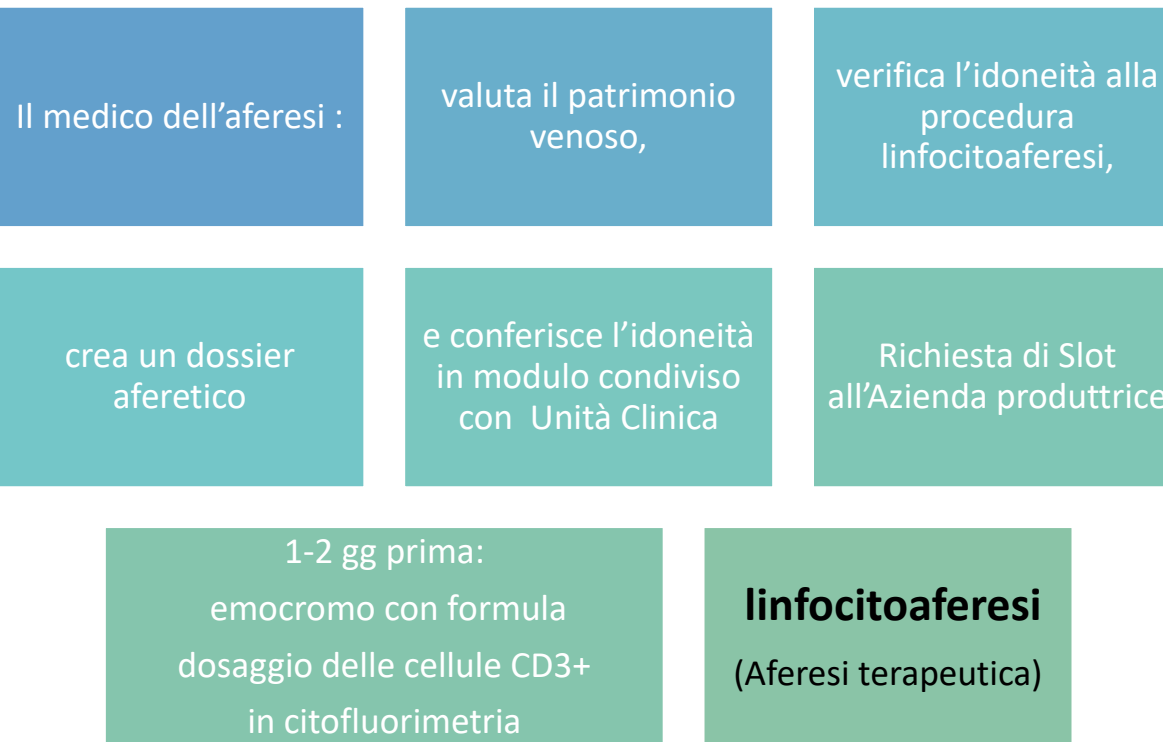 Il medico dell’aferesi :
valuta il patrimonio
venoso,
verifica l’idoneità alla
procedura
linfocitoaferesi,
crea un dossier
aferetico
e conferisce l’idoneità
in modulo condiviso
con Unità Clinica
Richiesta di Slot
all’Azienda produttrice
1-2 gg prima:
emocromo con formula
dosaggio delle cellule CD3+
in citofluorimetria
linfocitoaferesi
(Aferesi terapeutica)